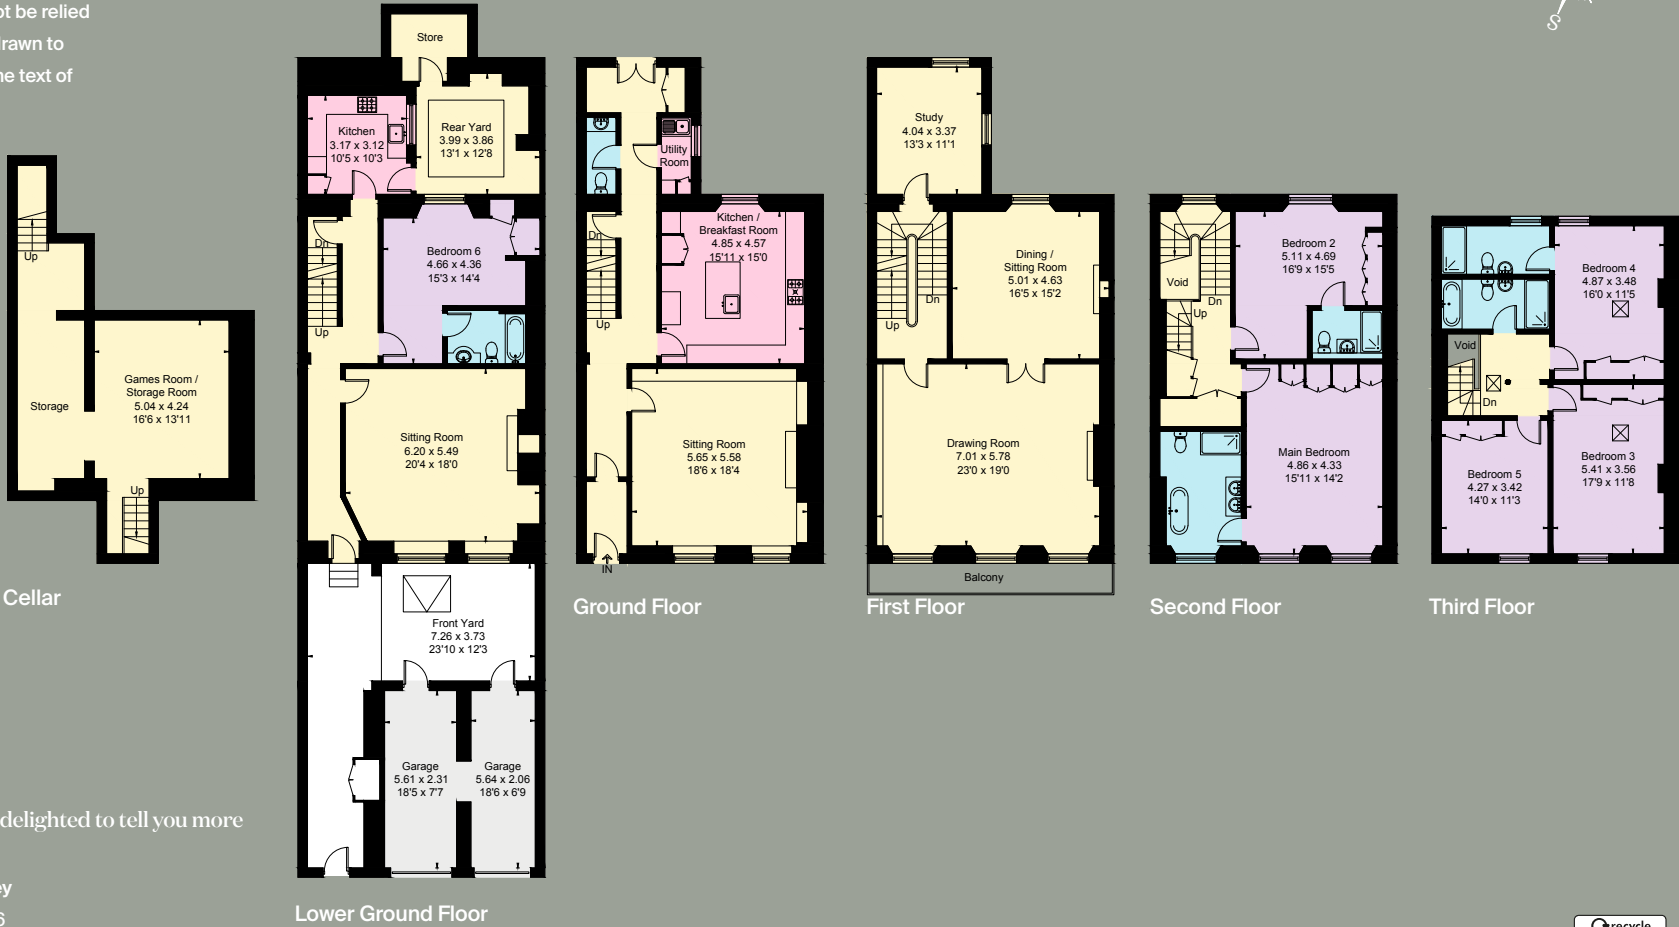 ot be relied
rawn to
he text of
S
Store
Kitchen
3.17 x 3.12
10'5 x 10'3
Rear Yard
3.99 x 3.86
13'1 x 12'8
Dn
Up
Bedroom 6
4.66 x 4.36
15'3 x 14'4
Sitting Room
6.20 x 5.49
20'4 x 18'0
Front Yard
7.26 x 3.73
23'10 x 12'3
Garage
5.61 x 2.31
18'5 x 7'7
Garage
5.64 x 2.06
18'6 x 6'9
Lower Ground Floor
Up
Storage
Games Room /
Storage Room
5.04 x 4.24
16'6 x 13'11
Up
Cellar
Utility
Room
Kitchen /
Breakfast Room
4.85 x 4.57
15'11 x 15'0
Dn
Up
Sitting Room
5.65 x 5.58
18'6 x 18'4
IN
Ground Floor
Study
4.04 x 3.37
13'3 x 11'1
Dining /
Sitting Room
5.01 x 4.63
16'5 x 15'2
Dn
Up
Drawing Room
7.01 x 5.78
23'0 x 19'0
Balcony
First Floor
Bedroom 2
5.11 x 4.69
16'9 x 15'5
Void
Dn
Up
Main Bedroom
4.86 x 4.33
15'11 x 14'2
Second Floor
Bedroom 4
4.87 x 3.48
16'0 x 11'5
Void
Dn
Bedroom 5
4.27 x 3.42
14'0 x 11'3
Bedroom 3
5.41 x 3.56
17'9 x 11'8
Third Floor
delighted to tell you more
ey
6
recycle